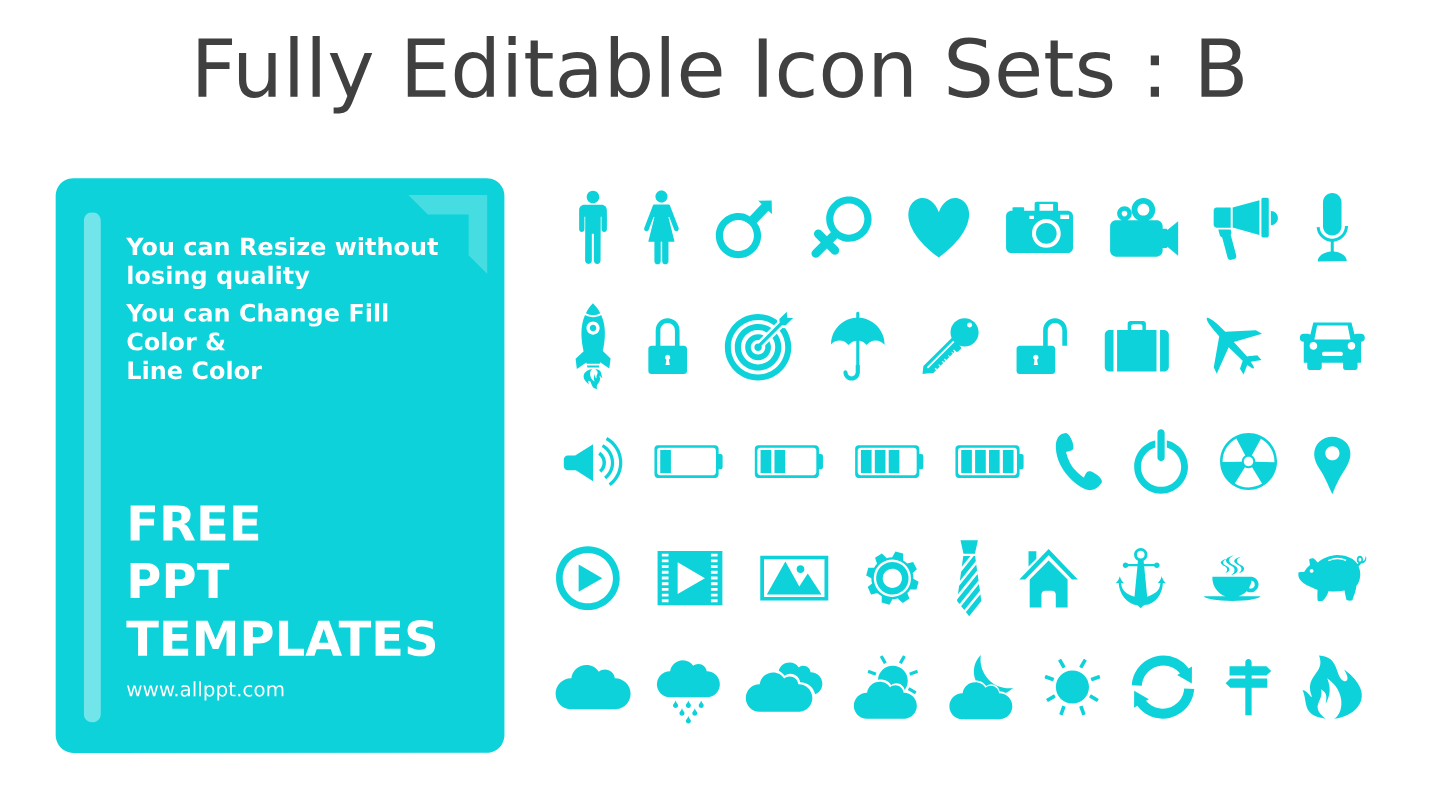 Fully Editable Icon Sets : B
You can Resize without
losing quality
You can Change Fill
Color &
Line Color
FREE
PPT
TEMPLATES
www.allppt.com